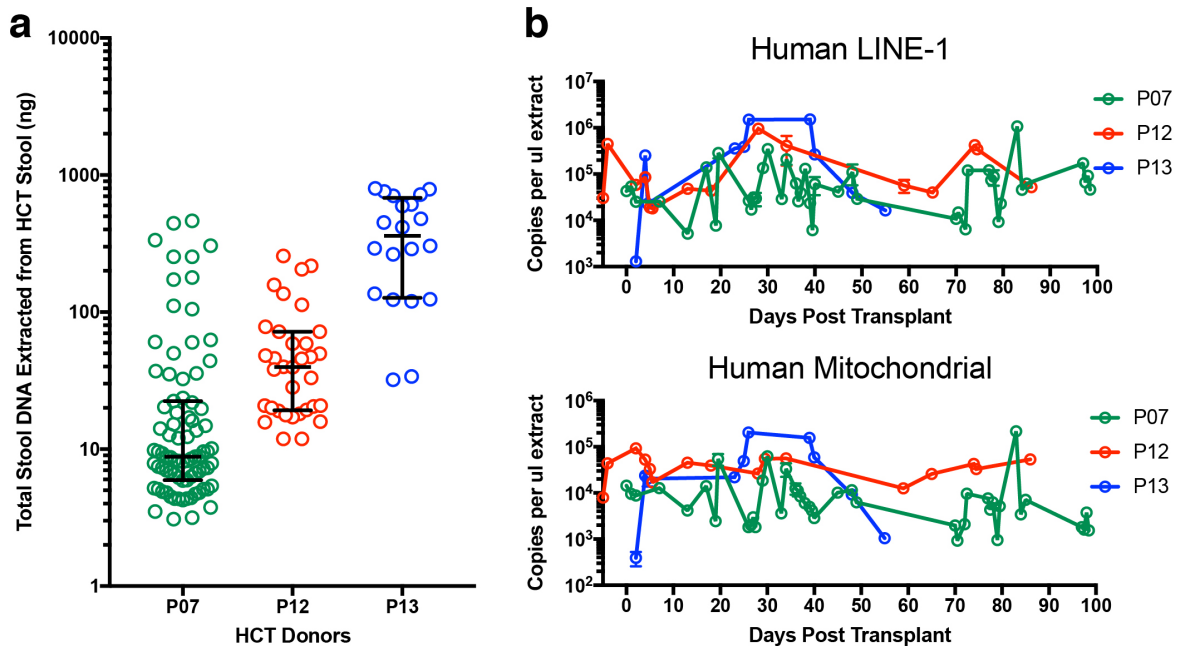 a
Total Stool DNA Extracted from HCT Stool (ng)
10000
1000
100
10
1
P07 P12 P13
HCT Donors
b
Human LINE-1
Copies per ul extract
10⁷
10⁶
10⁵
10⁴
10³
0 10 20 30 40 50 60 70 80 90 100
Days Post Transplant
P07
P12
P13
Human Mitochondrial
Copies per ul extract
10⁶
10⁵
10⁴
10³
10²
0 10 20 30 40 50 60 70 80 90 100
Days Post Transplant
P07
P12
P13